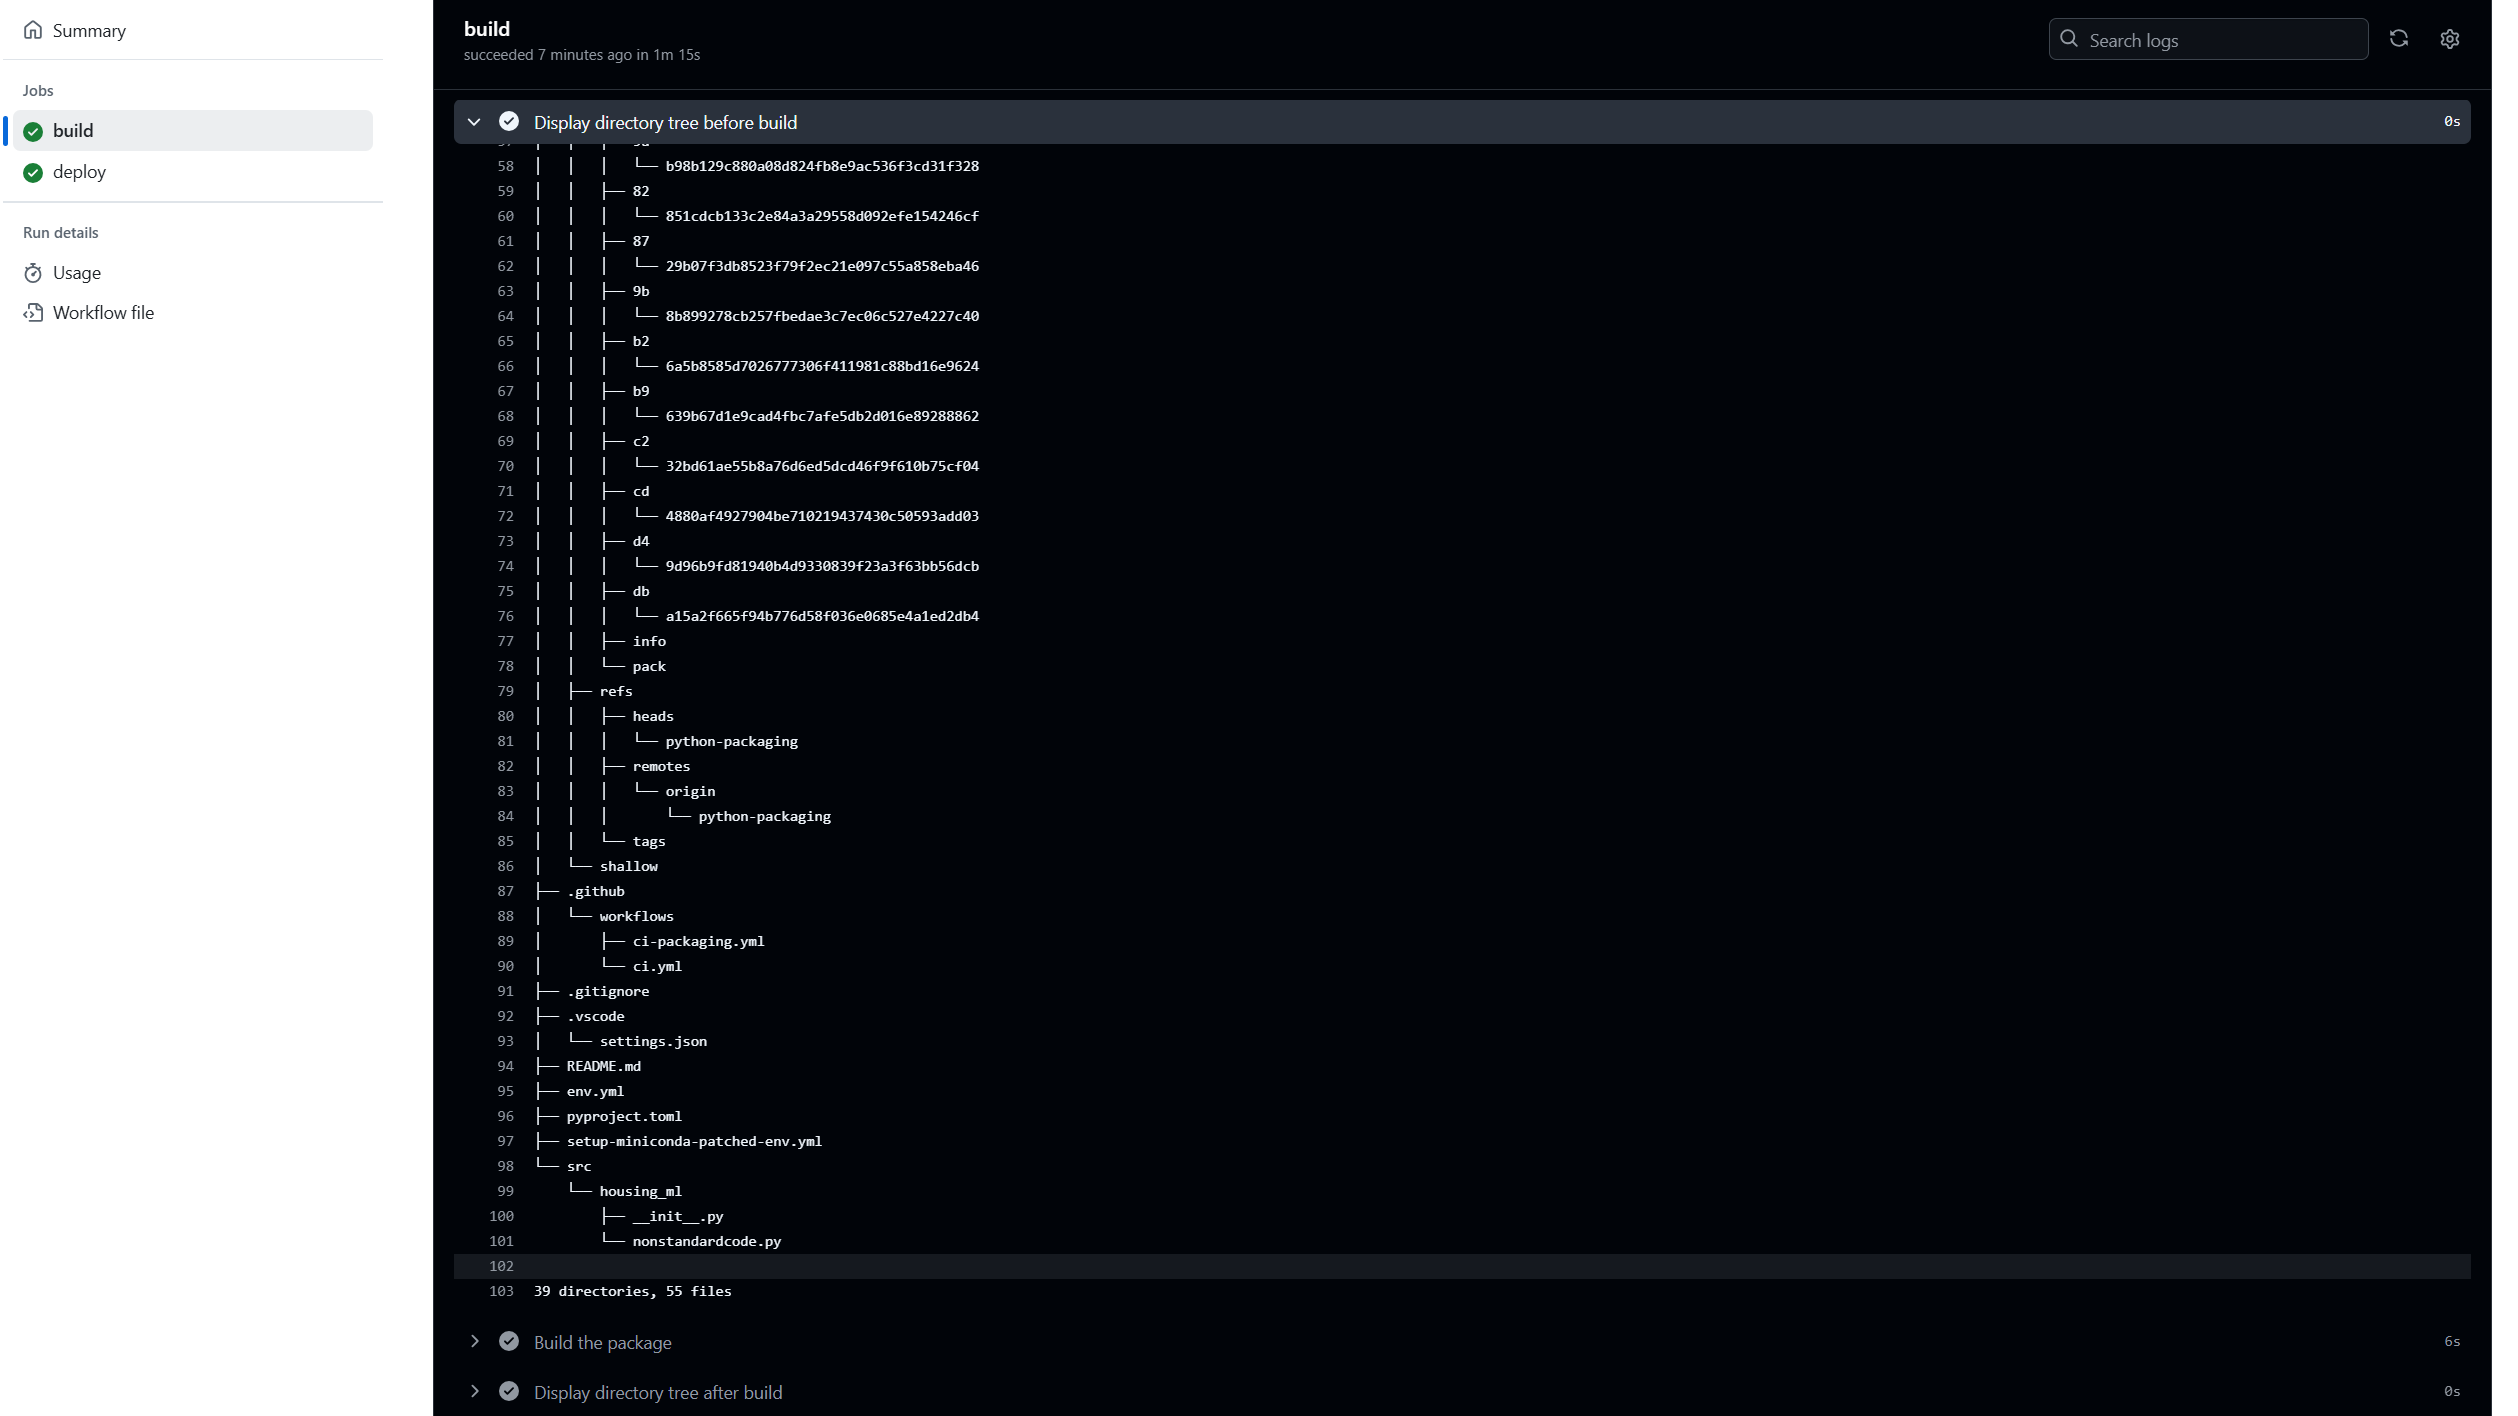 Summary
Jobs
build
deploy
Run details
Usage
Workflow file
build
succeeded 7 minutes ago in 1m 15s
Search logs
Display directory tree before build 0s
58 │   │   │   └── b98b129c880a08d824fb8e9ac536f3cd31f328
59 │   │   ├── 82
60 │   │   │   └── 851cdcb133c2e84a3a29558d092efe154246cf
61 │   │   ├── 87
62 │   │   │   └── 29b07f3db8523f79f2ec21e097c55a858eba46
63 │   │   ├── 9b
64 │   │   │   └── 8b899278cb257fbedae3c7ec06c527e4227c40
65 │   │   ├── b2
66 │   │   │   └── 6a5b8585d7026777306f411981c88bd16e9624
67 │   │   ├── b9
68 │   │   │   └── 639b67d1e9cad4fbc7afe5db2d016e89288862
69 │   │   ├── c2
70 │   │   │   └── 32bd61ae55b8a76d6ed5dcd46f9f610b75cf04
71 │   │   ├── cd
72 │   │   │   └── 4880af4927904be710219437430c50593add03
73 │   │   ├── d4
74 │   │   │   └── 9d96b9fd81940b4d9330839f23a3f63bb56dcb
75 │   │   ├── db
76 │   │   │   └── a15a2f665f94b776d58f036e0685e4a1ed2db4
77 │   │   ├── info
78 │   │   └── pack
79 │   ├── refs
80 │   │   ├── heads
81 │   │   │   └── python-packaging
82 │   │   ├── remotes
83 │   │   │   └── origin
84 │   │   │       └── python-packaging
85 │   │   └── tags
86 │   └── shallow
87 ├── .github
88 │   └── workflows
89 │       ├── ci-packaging.yml
90 │       └── ci.yml
91 ├── .gitignore
92 ├── .vscode
93 │   └── settings.json
94 ├── README.md
95 ├── env.yml
96 ├── pyproject.toml
97 ├── setup-miniconda-patched-env.yml
98 └── src
99     └── housing_ml
100         ├── __init__.py
101         └── nonstandardcode.py
102
103 39 directories, 55 files
Build the package 6s
Display directory tree after build 0s